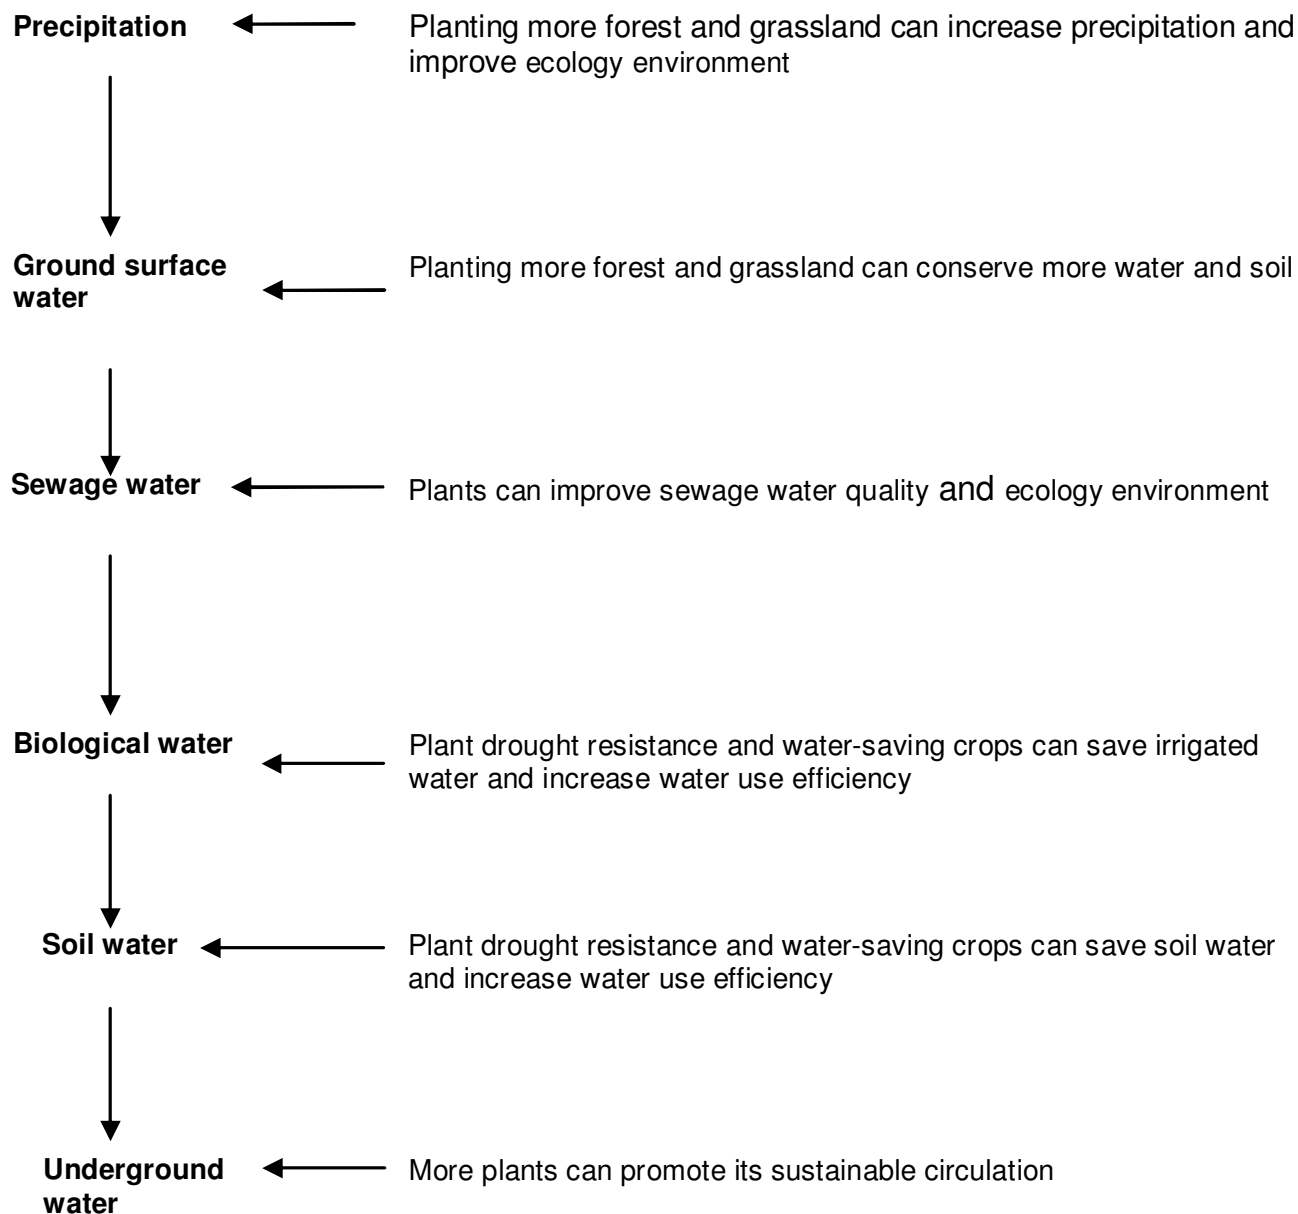 Precipitation
Planting more forest and grassland can increase precipitation and
improve ecology environment
Ground surface
water
Planting more forest and grassland can conserve more water and soil
Sewage water
Plants can improve sewage water quality and ecology environment
Biological water
Plant drought resistance and water-saving crops can save irrigated
water and increase water use efficiency
Soil water
Plant drought resistance and water-saving crops can save soil water
and increase water use efficiency
Underground
water
More plants can promote its sustainable circulation